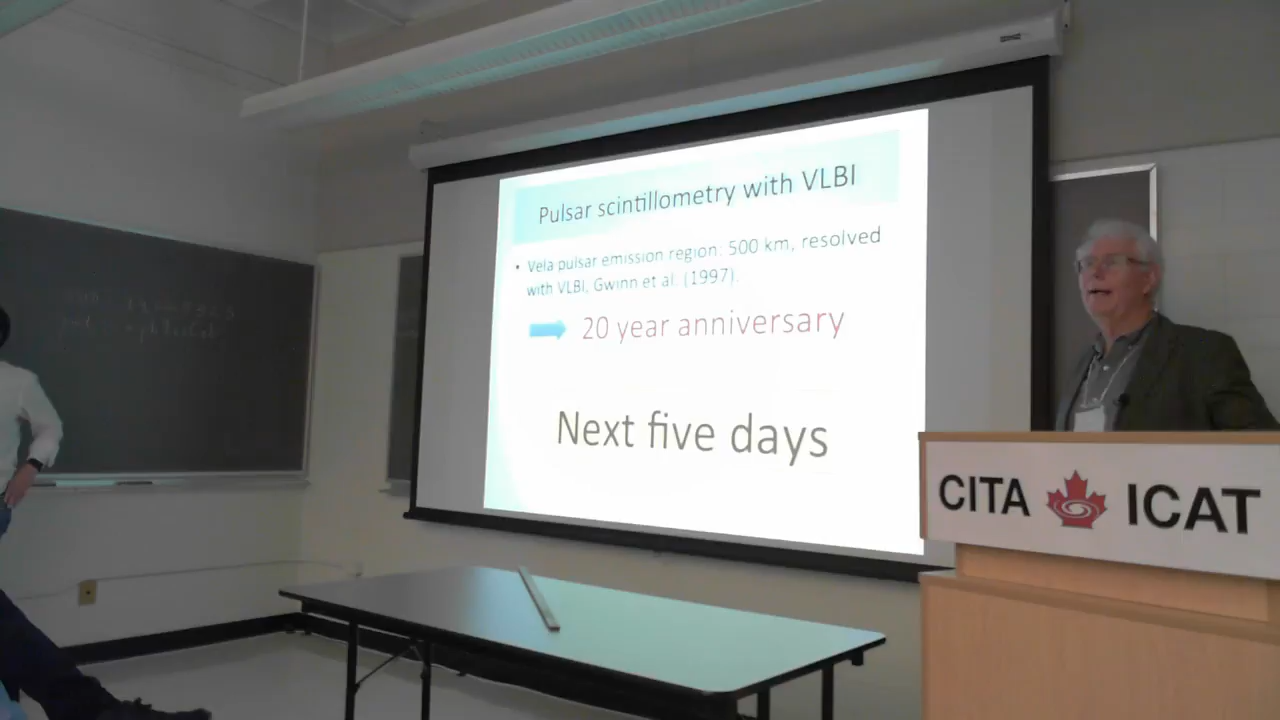 Pulsar scintillometry with VLBI
• Vela pulsar emission region: 500 km, resolved
with VLBI, Gwinn et al. (1997).
20 year anniversary
Next five days
CITA ICAT